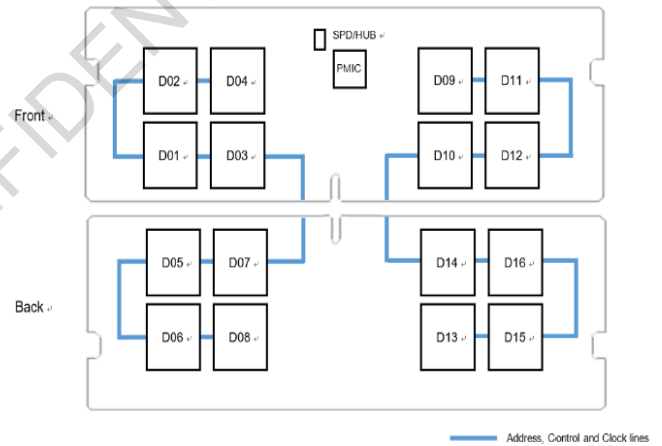 FIDEN
SPD/HUB
PMIC
D02 D04
D09 D11
Front
D01 D03
D10 D12
D05 D07
D14 D16
Back
D06 D08
D13 D15
Address, Control and Clock lines